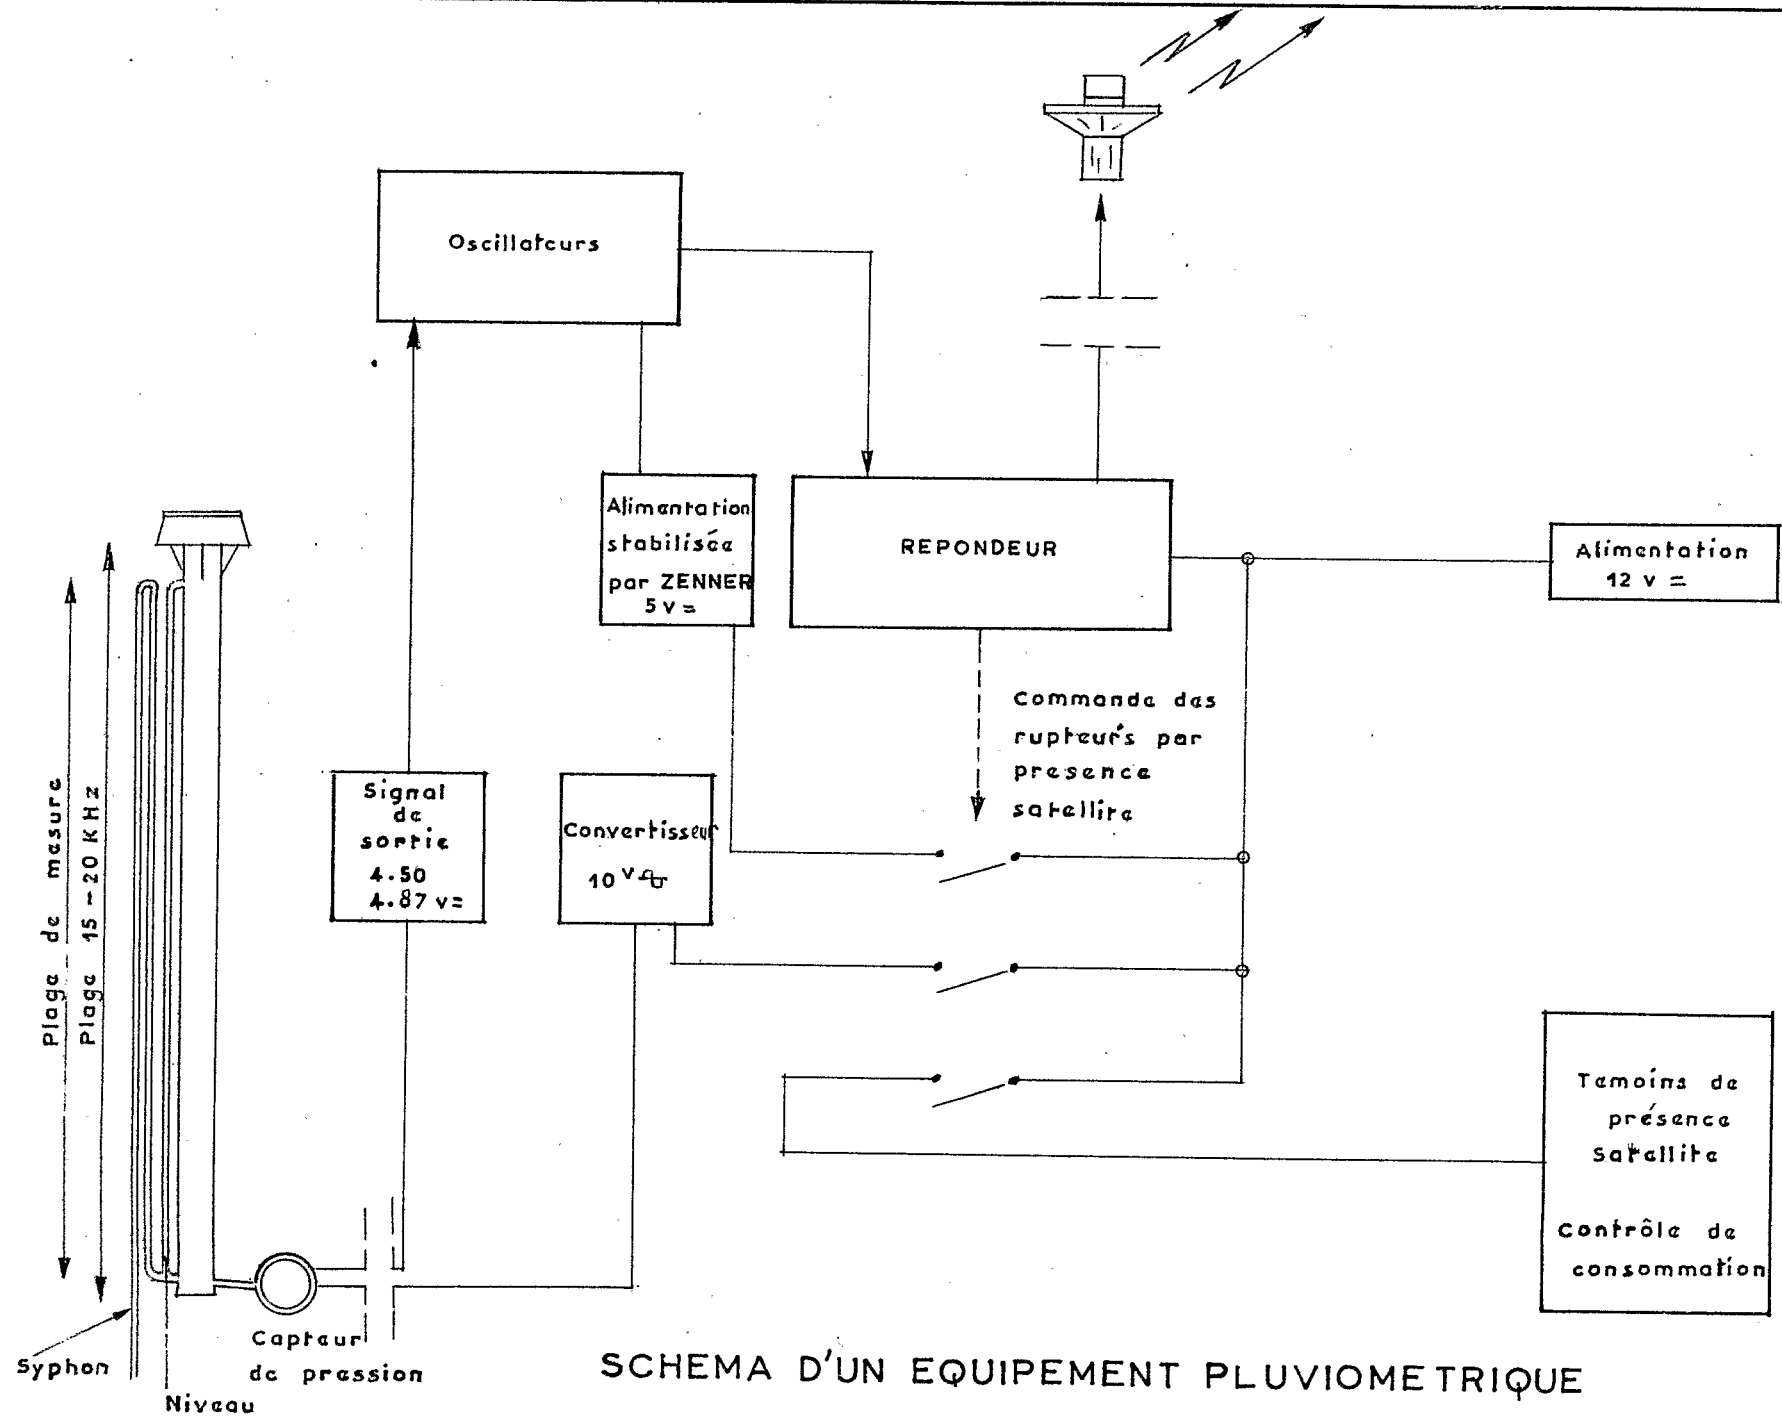 Oscillateurs
Alimentation
stabilisée
par ZENNER
5 v =
REPONDEUR
Alimentation
12 v =
Commande des
rupteurs par
presence
satellite
Signal
de
sortie
4.50
4.87 v=
Convertisseur
10 v
Plage de mesure
Plage 15-20 KHz
Temoins de
présence
Satellite
Contrôle de
consommation
Capteur
de pression
Syphon
Niveau
SCHEMA D'UN EQUIPEMENT PLUVIOMETRIQUE